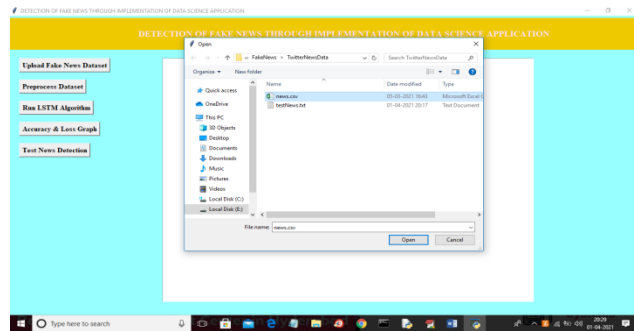 DETECTION OF FAKE NEWS THROUGH IMPLEMENTATION OF DATA SCIENCE APPLICATION
DETECTION OF FAKE NEWS THROUGH IMPLEMENTATION OF DATA SCIENCE APPLICATION
Open
FakeNews › TwitterNewsData
Search TwitterNewsData
Organize
New folder
Upload Fake News Dataset
Preprocess Dataset
Run LSTM Algorithm
Accuracy & Loss Graph
Test News Detection
Quick access
OneDrive
This PC
3D Objects
Desktop
Documents
Downloads
Music
Pictures
Videos
Local Disk (C:)
Local Disk (E:)
Name Date modified Type
news.csv 01-03-2021 18:45 Microsoft Excel
testNews.txt 01-04-2021 20:17 Text Document
File name: news.csv
Open Cancel
Type here to search
20:29
01-04-2021